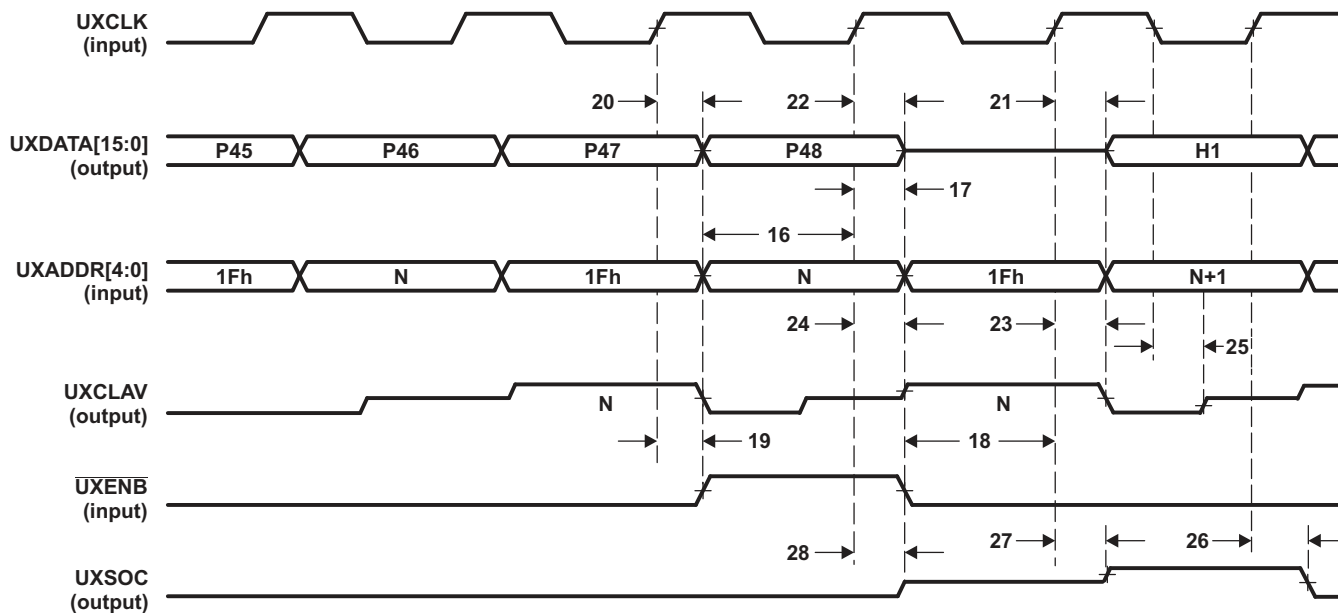 UXCLK
(input)
20
22
21
UXDATA[15:0]
(output)
P45
P46
P47
P48
H1
17
16
UXADDR[4:0]
(input)
1Fh
N
1Fh
N
1Fh
N+1
24
23
25
UXCLAV
(output)
N
N
19
18
UXENB
(input)
28
27
26
UXSOC
(output)